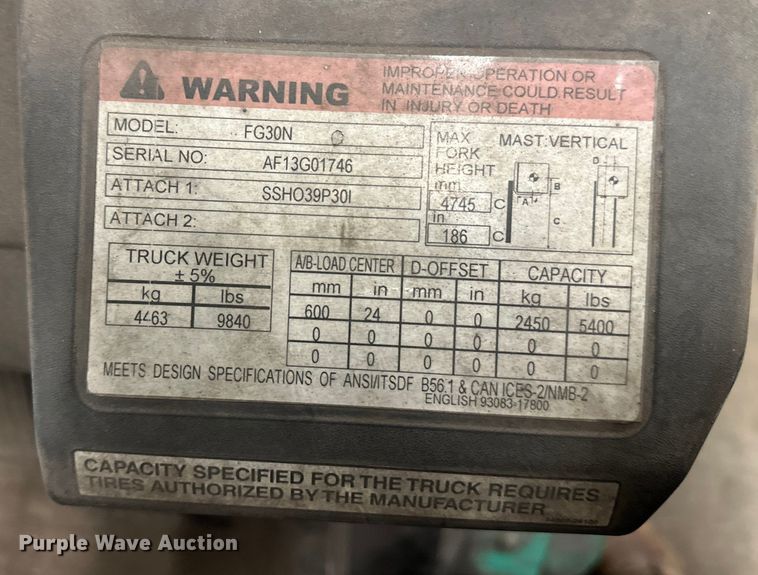 WARNING
IMPROPER OPERATION OR
MAINTENANCE COULD RESULT
IN INJURY OR DEATH
MODEL: FG30N
SERIAL NO: AF13G01746
ATTACH 1: SSHO39P30I
ATTACH 2:
MAX
FORK
HEIGHT
mm
4745 C
in
186 C
MAST:VERTICAL
D
B
A
C
TRUCK WEIGHT
± 5%
kg lbs
4463 9840
A/B-LOAD CENTER D-OFFSET CAPACITY
mm in mm in kg lbs
600 24 0 0 2450 5400
0 0 0 0 0 0
0 0 0 0 0 0
MEETS DESIGN SPECIFICATIONS OF ANSI/ITSDF B56.1 & CAN ICES-2/NMB-2
ENGLISH 93083-17800
CAPACITY SPECIFIED FOR THE TRUCK REQUIRES
TIRES AUTHORIZED BY THE MANUFACTURER
Purple Wave Auction